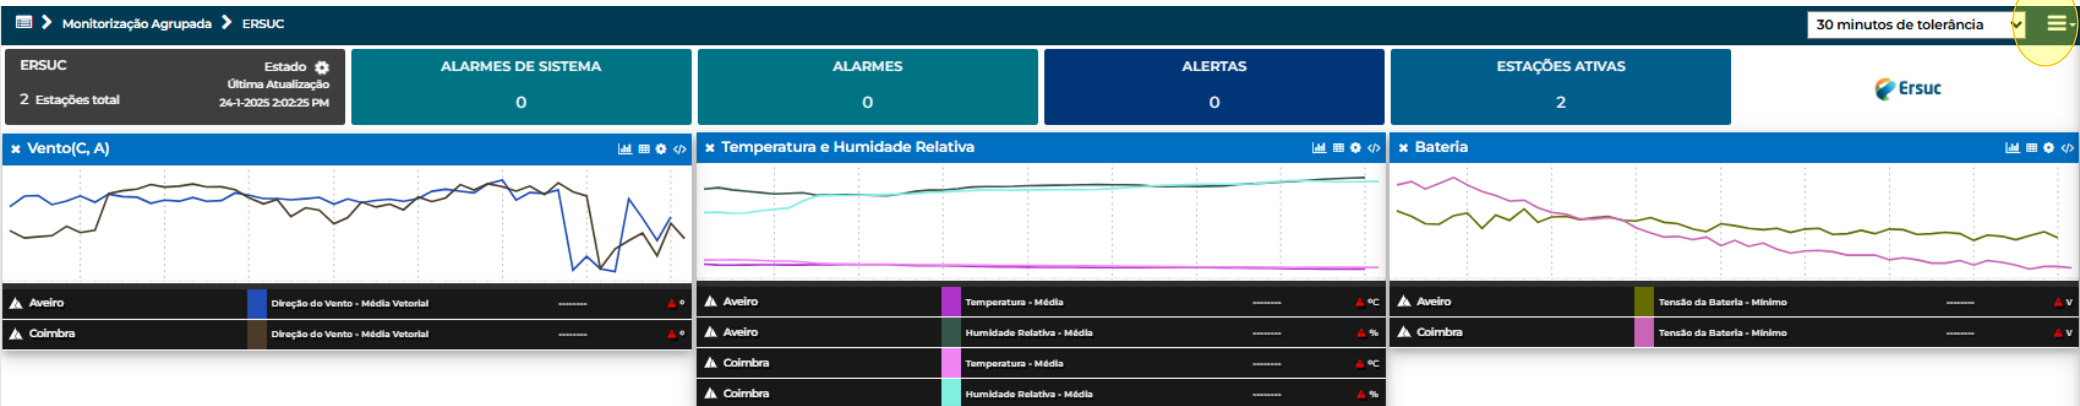 Monitorização Agrupada
ERSUC
30 minutos de tolerância
ERSUC
Estado
Última Atualização
2 Estações total
24-1-2025 2:02:25 PM
ALARMES DE SISTEMA
0
ALARMES
0
ALERTAS
0
ESTAÇÕES ATIVAS
2
Ersuc
Vento(C, A)
Aveiro Direção do Vento - Média Vetorial -------- º
Coimbra Direção do Vento - Média Vetorial -------- º
Temperatura e Humidade Relativa
Aveiro Temperatura - Média -------- ºC
Aveiro Humidade Relativa - Média -------- %
Coimbra Temperatura - Média -------- ºC
Coimbra Humidade Relativa - Média -------- %
Bateria
Aveiro Tensão da Bateria - Mínimo -------- V
Coimbra Tensão da Bateria - Mínimo -------- V